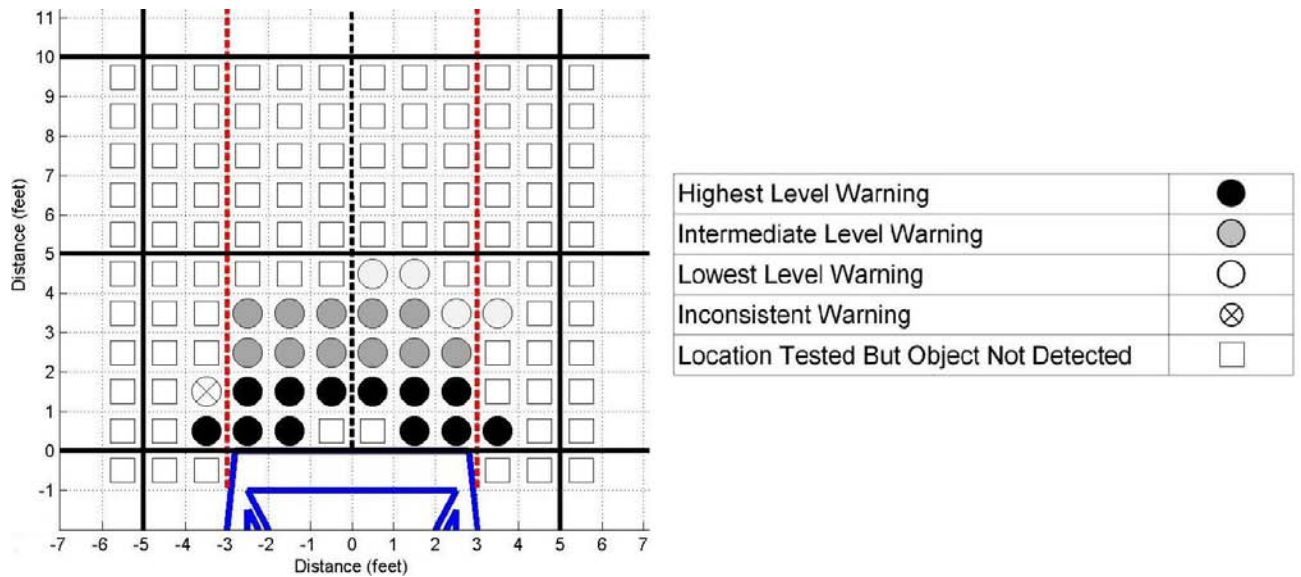 11
10
9
8
7
6
5
4
3
2
1
0
-1
Distance (feet)
-7 -6 -5 -4 -3 -2 -1 0 1 2 3 4 5 6 7
Distance (feet)
Highest Level Warning
Intermediate Level Warning
Lowest Level Warning
Inconsistent Warning
Location Tested But Object Not Detected